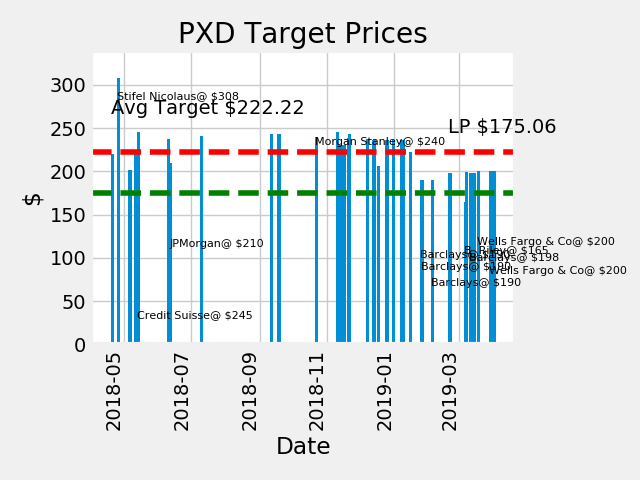 PXD Target Prices
Stifel Nicolaus@ $308
Avg Target $222.22
LP $175.06
Morgan Stanley@ $240
JPMorgan@ $210
Wells Fargo & Co@ $200
B. Riley@ $165
Barclays@ $190
Barclays@ $198
Barclays@ $190
Wells Fargo & Co@ $200
Barclays@ $190
Credit Suisse@ $245
300
250
200
150
100
50
0
$
2018-05
2018-07
2018-09
2018-11
2019-01
2019-03
Date